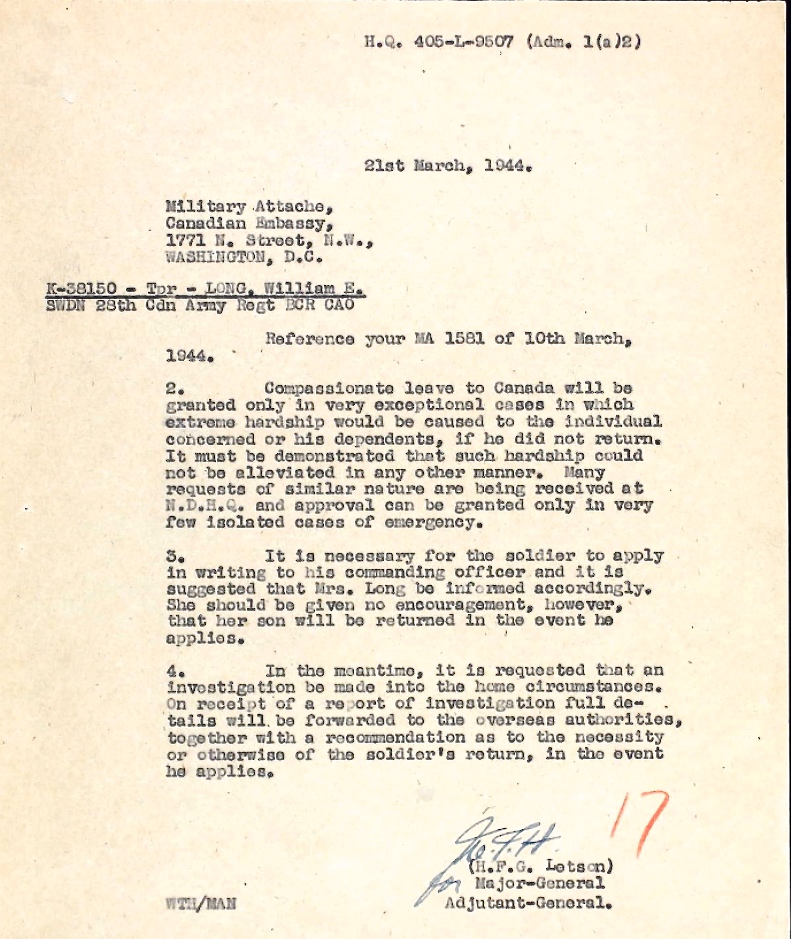 H.Q. 405-L-9507 (Adm. 1(a)2)
21st March, 1944.
Military Attache,
Canadian Embassy,
1771 N. Street, N.W.,
WASHINGTON, D.C.
K-38150 - Tpr - LONG, William E.
SWDN 28th Cdn Army Regt BCR CAO
Reference your MA 1581 of 10th March,
1944.
2. Compassionate leave to Canada will be
granted only in very exceptional cases in which
extreme hardship would be caused to the individual
concerned or his dependents, if he did not return.
It must be demonstrated that such hardship could
not be alleviated in any other manner. Many
requests of similar nature are being received at
N.D.H.Q. and approval can be granted only in very
few isolated cases of emergency.
3. It is necessary for the soldier to apply
in writing to his commanding officer and it is
suggested that Mrs. Long be informed accordingly.
She should be given no encouragement, however,
that her son will be returned in the event he
applies.
4. In the meantime, it is requested that an
investigation be made into the home circumstances.
On receipt of a report of investigation full de-
tails will be forwarded to the overseas authorities,
together with a recommendation as to the necessity
or otherwise of the soldier's return, in the event
he applies.
17
(H.F.G. Letson)
for Major-General
WTH/MAN Adjutant-General.